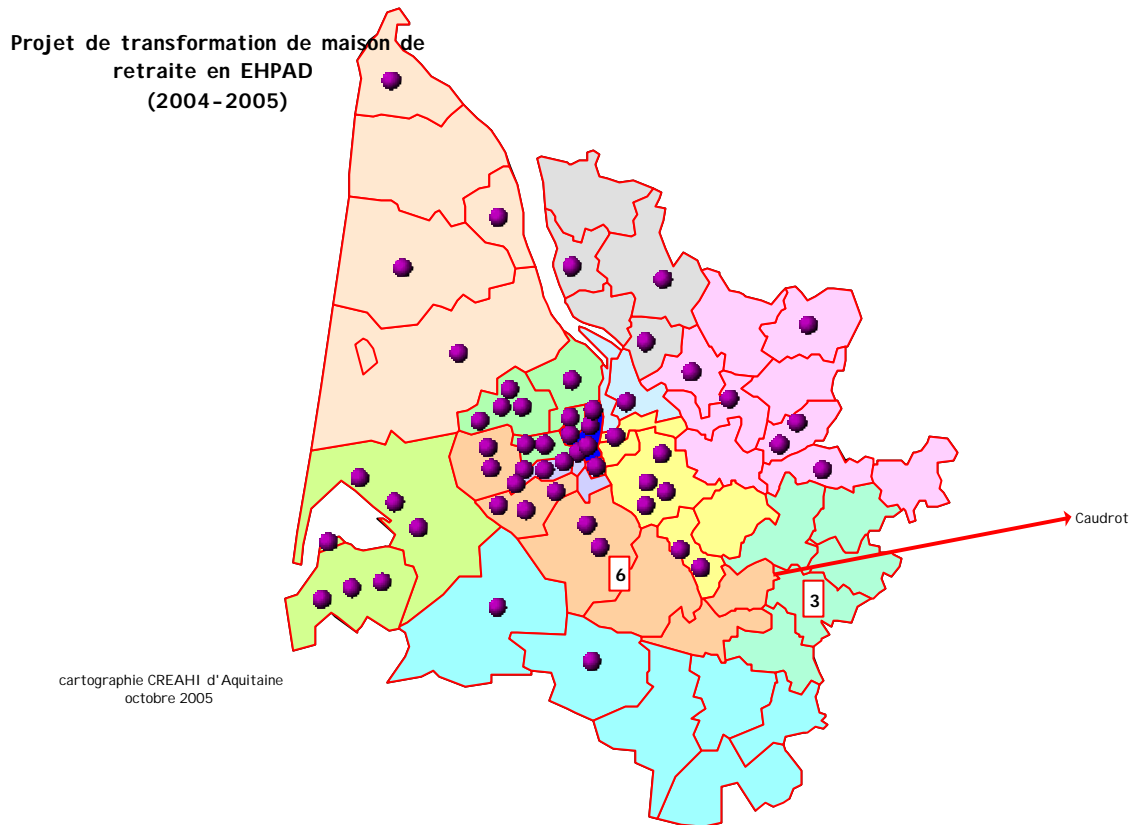 Projet de transformation de maison de
retraite en EHPAD
(2004-2005)
Caudrot
6
3
cartographie CREAHI d'Aquitaine
octobre 2005